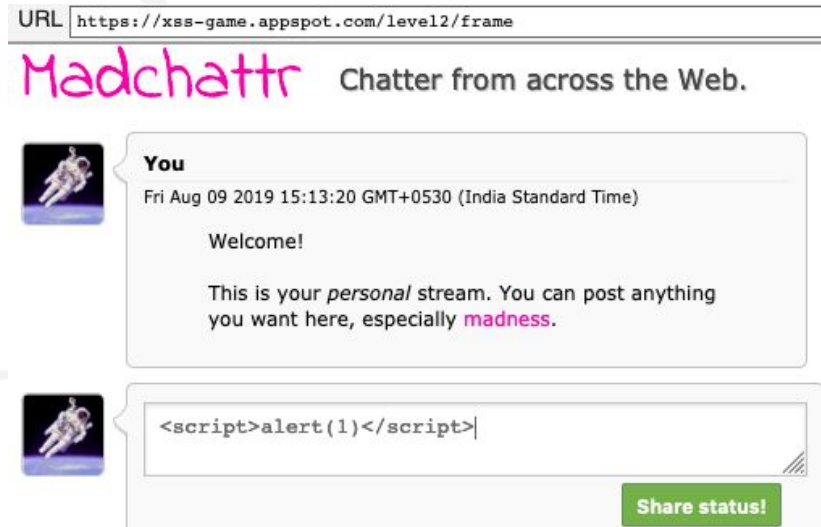 URL https://xss-game.appspot.com/level2/frame
Madchattr Chatter from across the Web.
You
Fri Aug 09 2019 15:13:20 GMT+0530 (India Standard Time)
Welcome!
This is your personal stream. You can post anything
you want here, especially madness.
<script>alert(1)</script>
Share status!